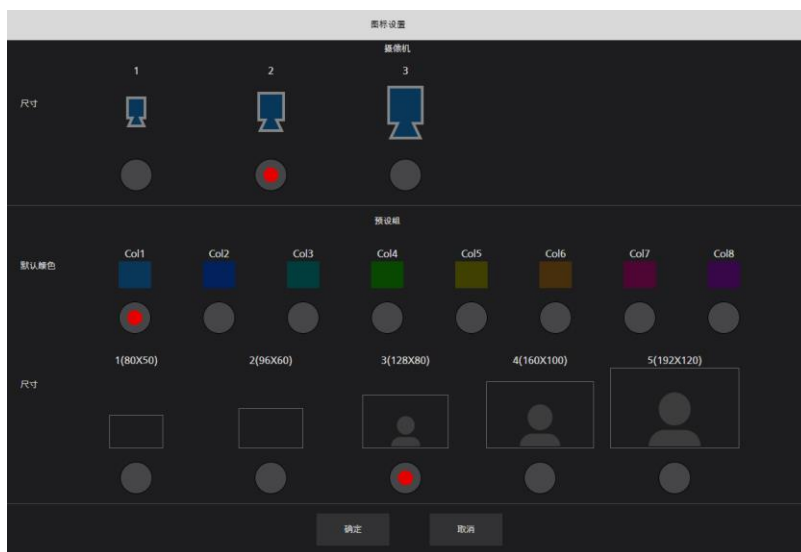 图标设置
摄像机
1 2 3
尺寸
预设组
Col1 Col2 Col3 Col4 Col5 Col6 Col7 Col8
默认颜色
1(80X50) 2(96X60) 3(128X80) 4(160X100) 5(192X120)
尺寸
确定 取消